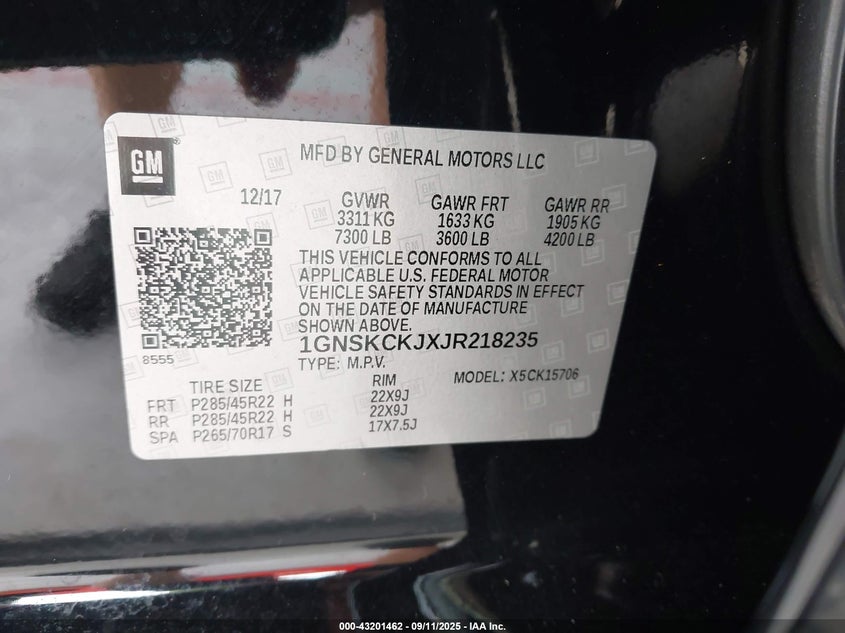 GM
MFD BY GENERAL MOTORS LLC
12/17 GVWR GAWR FRT GAWR RR
3311 KG 1633 KG 1905 KG
7300 LB 3600 LB 4200 LB
THIS VEHICLE CONFORMS TO ALL
APPLICABLE U.S. FEDERAL MOTOR
VEHICLE SAFETY STANDARDS IN EFFECT
ON THE DATE OF MANUFACTURE
SHOWN ABOVE.
8555
1GNSKCKJXJR218235
TYPE: M.P.V.
MODEL: X5CK15706
TIRE SIZE RIM
FRT P285/45R22 H 22X9J
RR P285/45R22 H 22X9J
SPA P265/70R17 S 17X7.5J
000-43201462 - 09/11/2025 - IAA Inc.